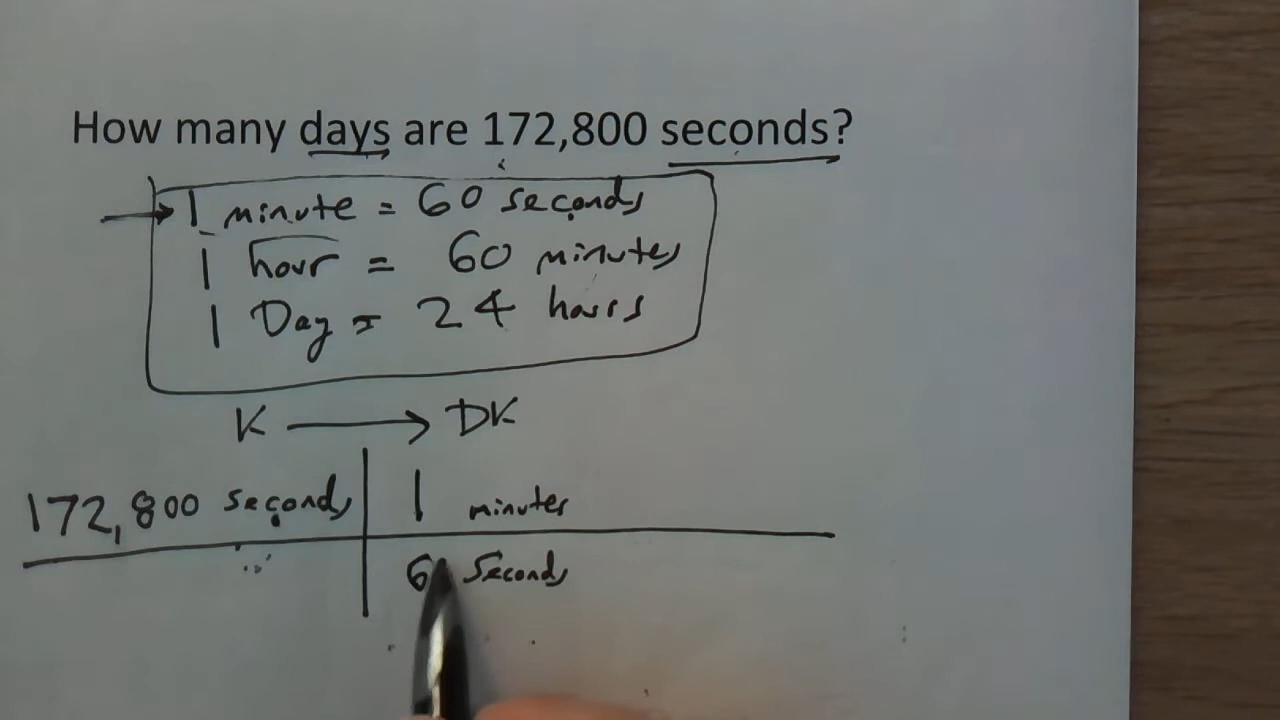 How many days are 172,800 seconds?
1 minute = 60 seconds
1 hour = 60 minutes
1 Day = 24 hours
K → DK
172,800 seconds 1 minutes
60 Seconds